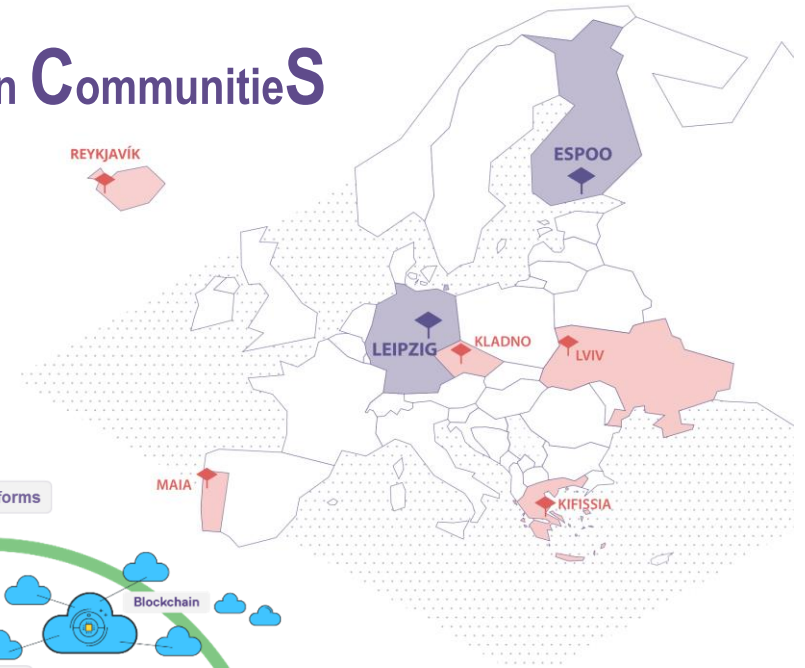 n CommunitieS
REYKJAVÍK
ESPOO
LEIPZIG
KLADNO
LVIV
MAIA
KIFISSIA
forms
Blockchain